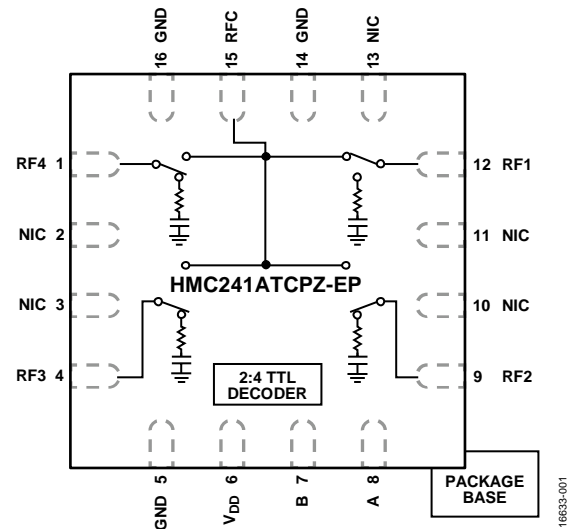 16 GND
15 RFC
14 GND
13 NIC
RF4 1
12 RF1
NIC 2
11 NIC
HMC241ATCPZ-EP
NIC 3
10 NIC
RF3 4
9 RF2
2:4 TTL
DECODER
GND 5
VDD 6
B 7
A 8
PACKAGE
BASE
16633-001